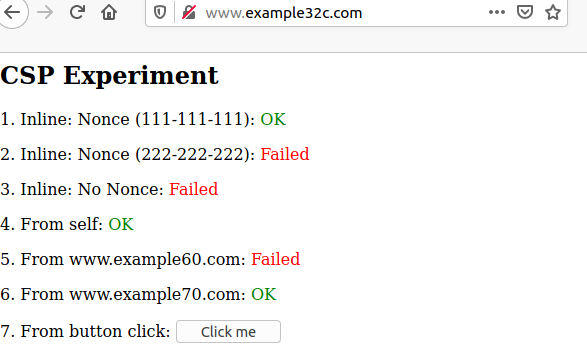 www.example32c.com
CSP Experiment
1. Inline: Nonce (111-111-111): OK
2. Inline: Nonce (222-222-222): Failed
3. Inline: No Nonce: Failed
4. From self: OK
5. From www.example60.com: Failed
6. From www.example70.com: OK
7. From button click: Click me